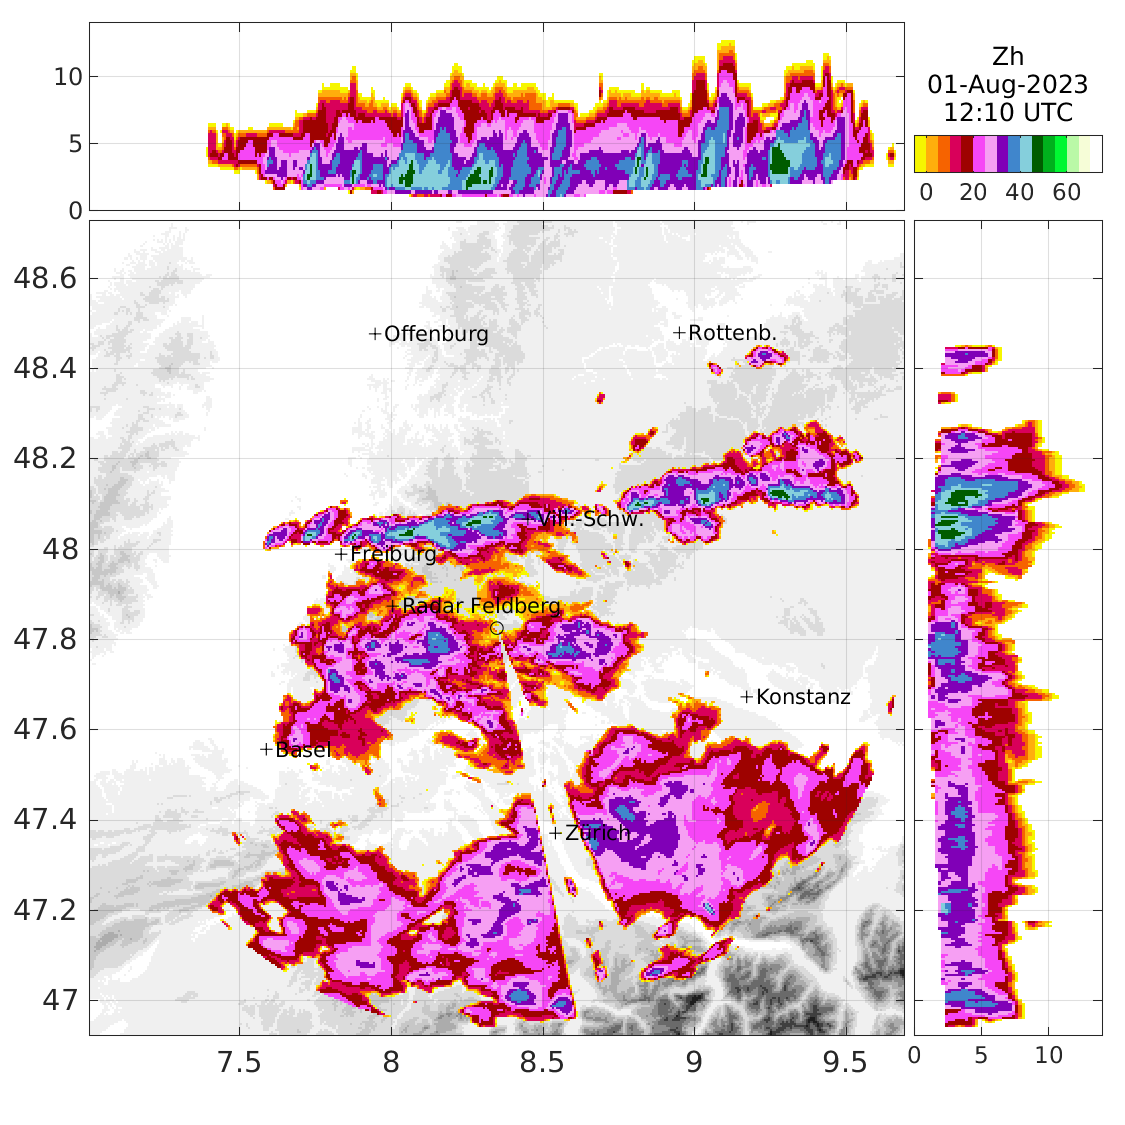 10
5
0
Zh
01-Aug-2023
12:10 UTC
0 20 40 60
48.6
48.4
48.2
48
47.8
47.6
47.4
47.2
47
+Offenburg
+Rottenb.
+Vill.-Schw.
+Freiburg
+Radar Feldberg
+Konstanz
+Basel
+Zürich
7.5 8 8.5 9 9.5
0 5 10